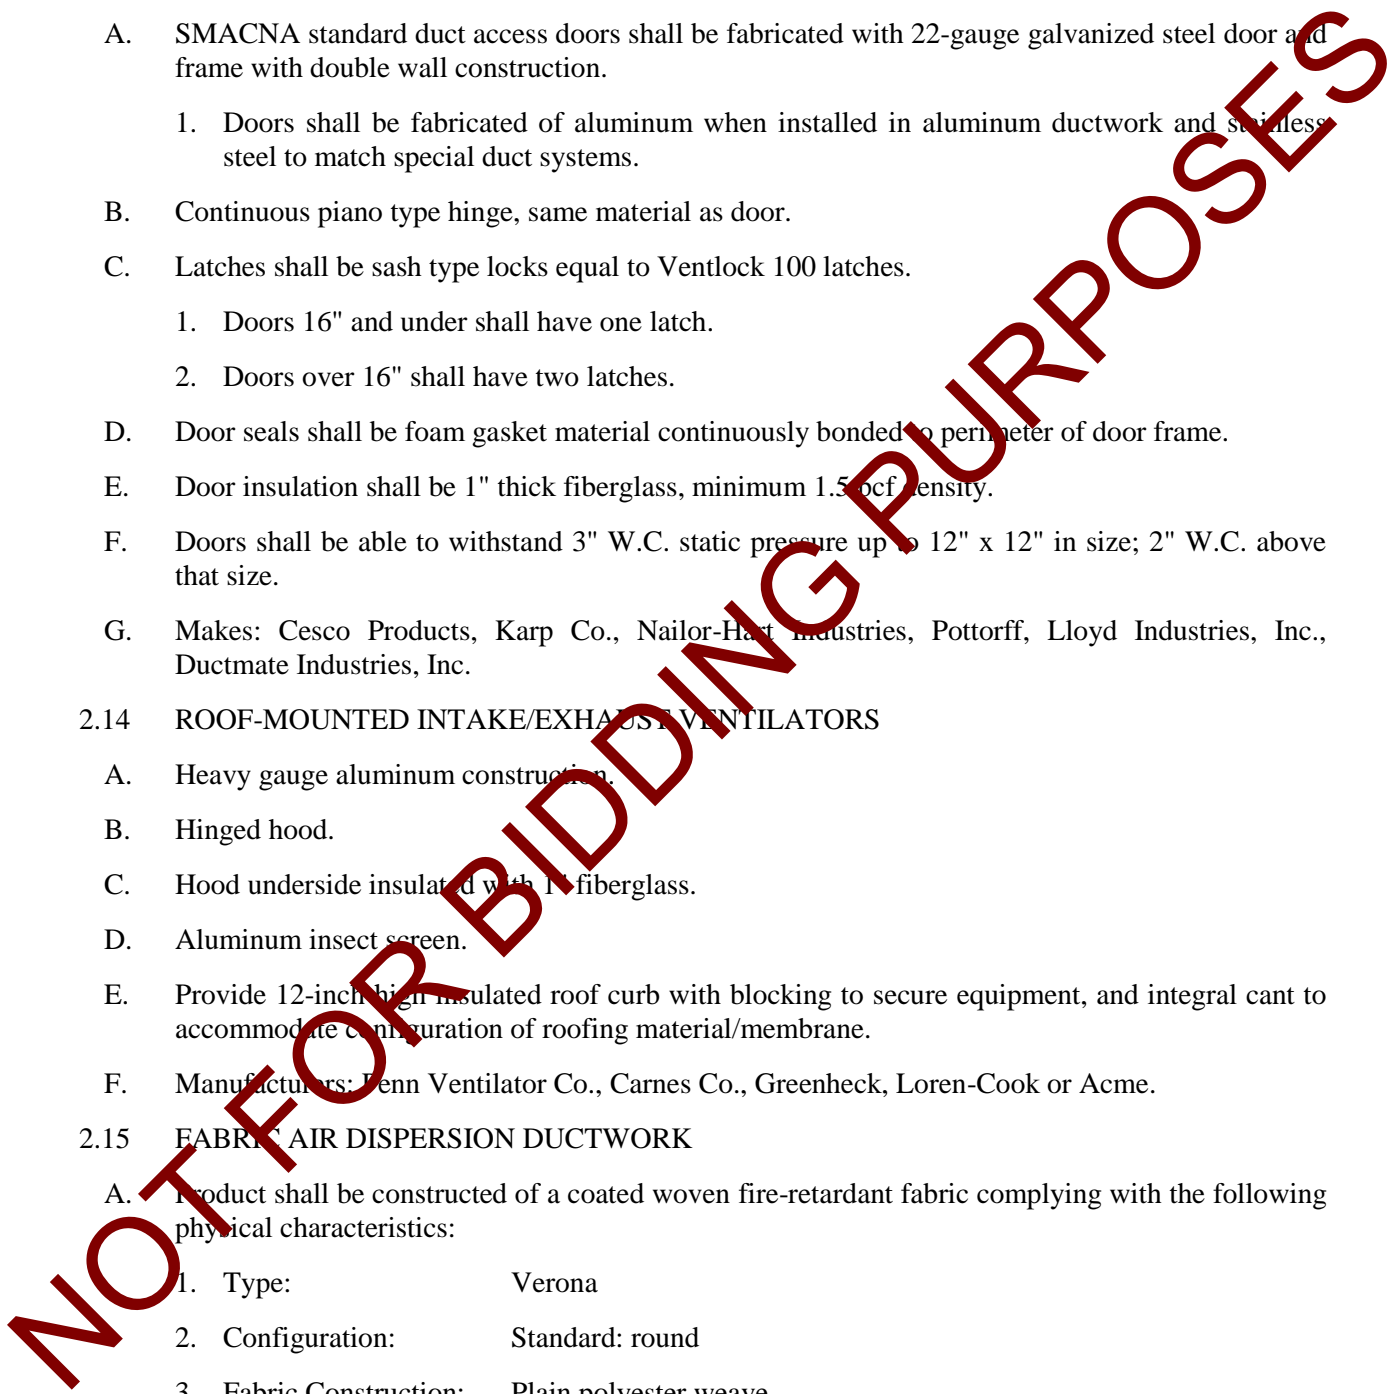 A. SMACNA standard duct access doors shall be fabricated with 22-gauge galvanized steel door and
frame with double wall construction.
1. Doors shall be fabricated of aluminum when installed in aluminum ductwork and stainless
steel to match special duct systems.
B. Continuous piano type hinge, same material as door.
C. Latches shall be sash type locks equal to Ventlock 100 latches.
1. Doors 16" and under shall have one latch.
2. Doors over 16" shall have two latches.
D. Door seals shall be foam gasket material continuously bonded to perimeter of door frame.
E. Door insulation shall be 1" thick fiberglass, minimum 1.5 pcf density.
F. Doors shall be able to withstand 3" W.C. static pressure up to 12" x 12" in size; 2" W.C. above
that size.
G. Makes: Cesco Products, Karp Co., Nailor-Hart Industries, Pottorff, Lloyd Industries, Inc.,
Ductmate Industries, Inc.
2.14 ROOF-MOUNTED INTAKE/EXHAUST VENTILATORS
A. Heavy gauge aluminum construction.
B. Hinged hood.
C. Hood underside insulated with 1" fiberglass.
D. Aluminum insect screen.
E. Provide 12-inch high insulated roof curb with blocking to secure equipment, and integral cant to
accommodate configuration of roofing material/membrane.
F. Manufacturers: Penn Ventilator Co., Carnes Co., Greenheck, Loren-Cook or Acme.
2.15 FABRIC AIR DISPERSION DUCTWORK
A. Product shall be constructed of a coated woven fire-retardant fabric complying with the following
physical characteristics:
1. Type: Verona
2. Configuration: Standard: round
3. Fabric Construction: Plain polyester weave
NOT FOR BIDDING PURPOSES